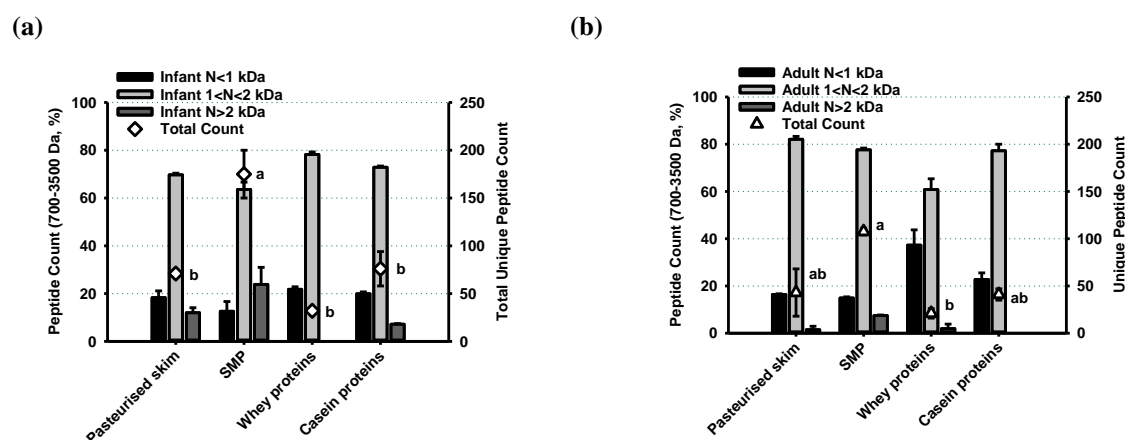 (a)
Infant N<1 kDa
Infant 1<N<2 kDa
Infant N>2 kDa
Total Count
Peptide Count (700-3500 Da, %)
100
80
60
40
20
0
250
200
150
100
50
0
Total Unique Peptide Count
b
a
b
b
Pasteurised skim
SMP
Whey proteins
Casein proteins
(b)
Adult N<1 kDa
Adult 1<N<2 kDa
Adult N>2 kDa
Total Count
Peptide Count (700-3500 Da, %)
100
80
60
40
20
0
250
200
150
100
50
0
Unique Peptide Count
ab
a
b
ab
Pasteurised skim
SMP
Whey proteins
Casein proteins